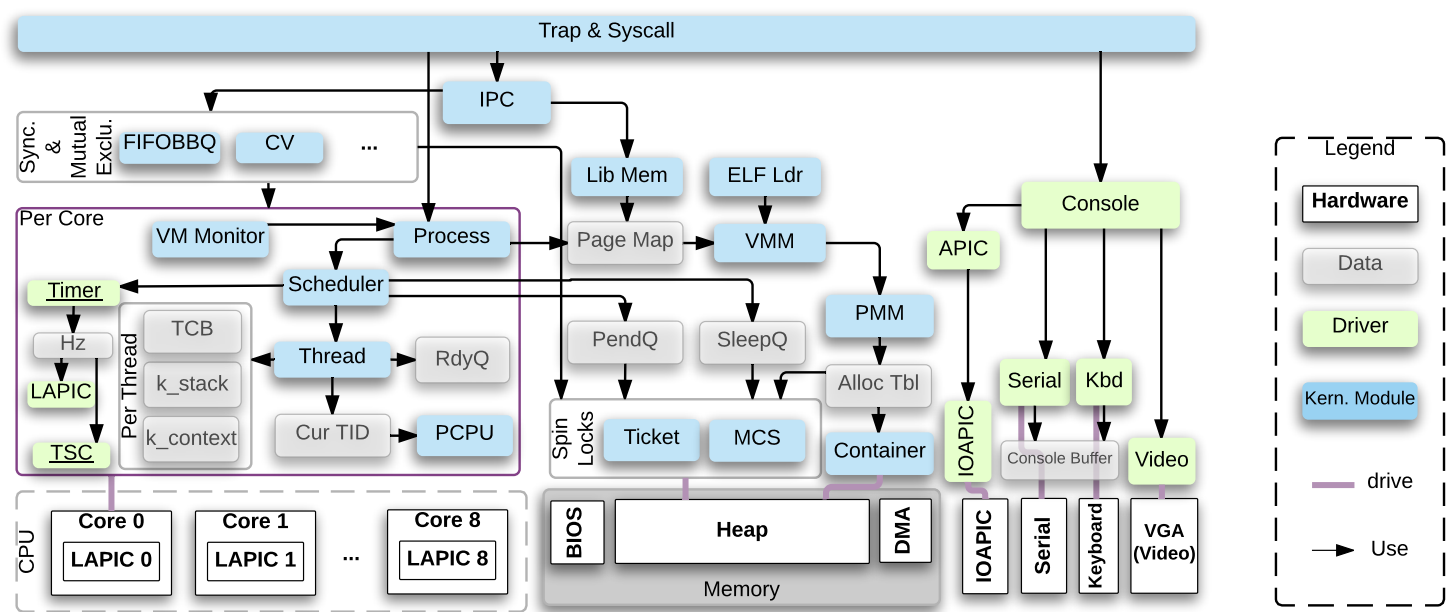 Trap & Syscall
IPC
Sync.
&
Mutual
Exclu.
FIFOBBQ
CV
...
Lib Mem
ELF Ldr
Per Core
VM Monitor
Process
Page Map
VMM
Console
APIC
Timer
Scheduler
PMM
Hz
LAPIC
TSC
Per Thread
TCB
k_stack
k_context
Thread
RdyQ
Cur TID
PCPU
PendQ
SleepQ
Alloc Tbl
Spin
Locks
Ticket
MCS
Container
IOAPIC
Serial
Kbd
Console Buffer
Video
CPU
Core 0
LAPIC 0
Core 1
LAPIC 1
...
Core 8
LAPIC 8
BIOS
Heap
DMA
Memory
IOAPIC
Serial
Keyboard
VGA
(Video)
Legend
Hardware
Data
Driver
Kern. Module
drive
Use